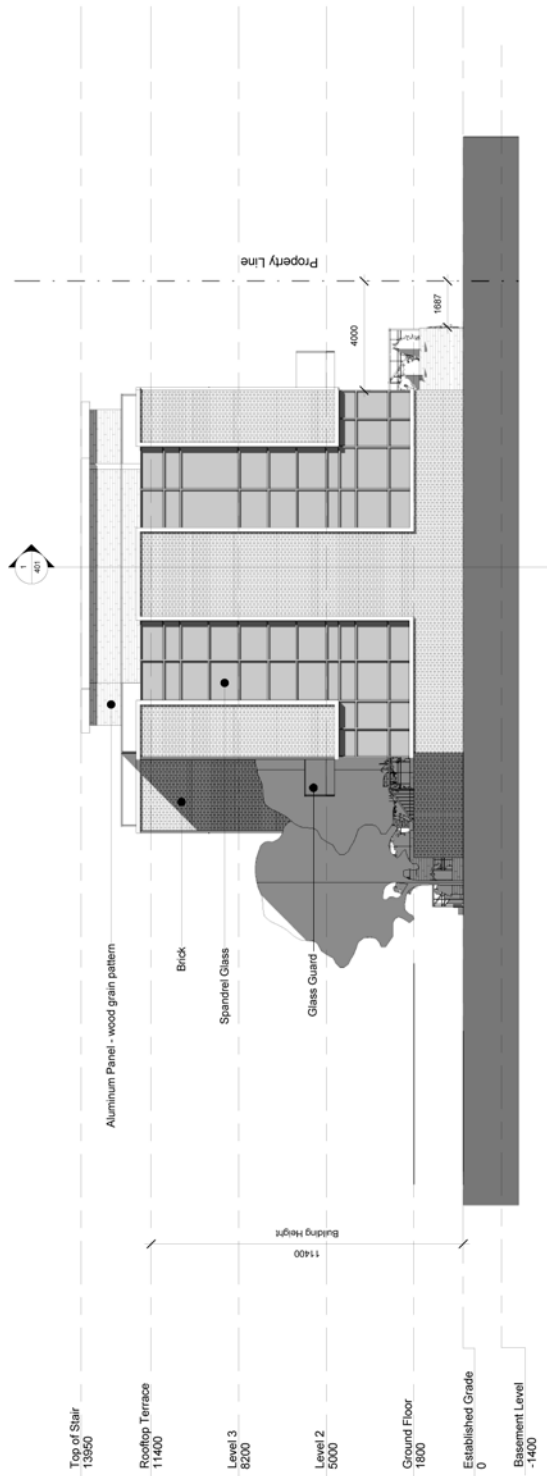 Top of Stair
13950
Rooftop Terrace
11400
Level 3
8200
Level 2
5000
Ground Floor
1800
Established Grade
0
Basement Level
-1400
11400
Building Height
Aluminum Panel - wood grain pattern
Brick
Spandrel Glass
Glass Guard
1
401
4000
1687
Property Line